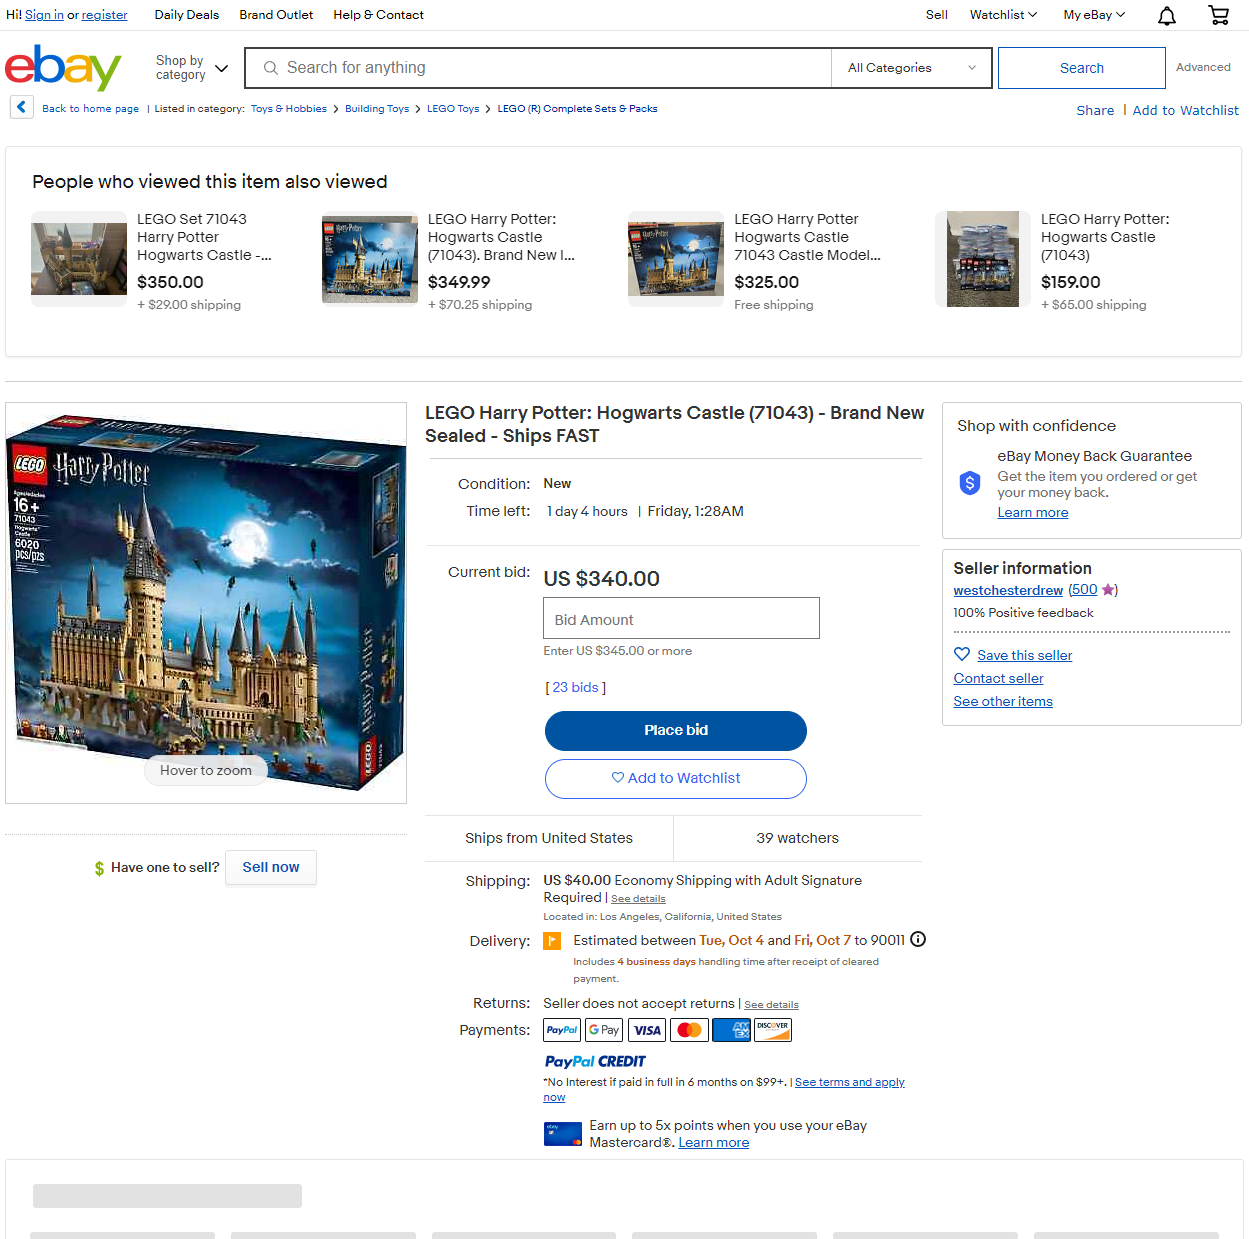 Hi! Sign in or register Daily Deals Brand Outlet Help & Contact Sell Watchlist My eBay
ebay Shop by category Search for anything All Categories Search Advanced
Back to home page | Listed in category: Toys & Hobbies > Building Toys > LEGO Toys > LEGO (R) Complete Sets & Packs Share | Add to Watchlist
People who viewed this item also viewed
LEGO Set 71043
Harry Potter
Hogwarts Castle -...
$350.00
+ $29.00 shipping
LEGO Harry Potter:
Hogwarts Castle
(71043). Brand New I...
$349.99
+ $70.25 shipping
LEGO Harry Potter
Hogwarts Castle
71043 Castle Model...
$325.00
Free shipping
LEGO Harry Potter:
Hogwarts Castle
(71043)
$159.00
+ $65.00 shipping
LEGO Harry Potter
Ages/edades
16+
71043
Hogwarts
Castle
6020
pcs/pzs
Harry Potter
LEGO 71043
Hover to zoom
$ Have one to sell? Sell now
LEGO Harry Potter: Hogwarts Castle (71043) - Brand New
Sealed - Ships FAST
Condition: New
Time left: 1 day 4 hours | Friday, 1:28AM
Current bid: US $340.00
Bid Amount
Enter US $345.00 or more
[ 23 bids ]
Place bid
Add to Watchlist
Ships from United States 39 watchers
Shipping: US $40.00 Economy Shipping with Adult Signature
Required | See details
Located in: Los Angeles, California, United States
Delivery: Estimated between Tue, Oct 4 and Fri, Oct 7 to 90011
Includes 4 business days handling time after receipt of cleared
payment.
Returns: Seller does not accept returns | See details
Payments: PayPal G Pay VISA AM EX DISCOVER
PayPal CREDIT
*No Interest if paid in full in 6 months on $99+. | See terms and apply
now
Earn up to 5x points when you use your eBay
Mastercard®. Learn more
Shop with confidence
eBay Money Back Guarantee
Get the item you ordered or get
your money back.
Learn more
Seller information
westchesterdrew (500)
100% Positive feedback
Save this seller
Contact seller
See other items